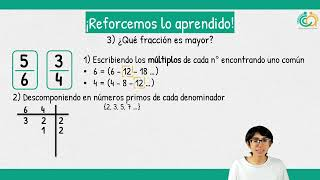 ¡Reforcemos lo aprendido!
3) ¿Qué fracción es mayor?
5 3
6 4
1) Escribiendo los múltiplos de cada n° encontrando uno común
• 6 = (6 - 12 - 18 ...)
• 4 = (4 - 8 - 12 ...)
2) Descomponiendo en números primos de cada denominador
{2, 3, 5, 7 ...}
6 4
3 2 2
1 2